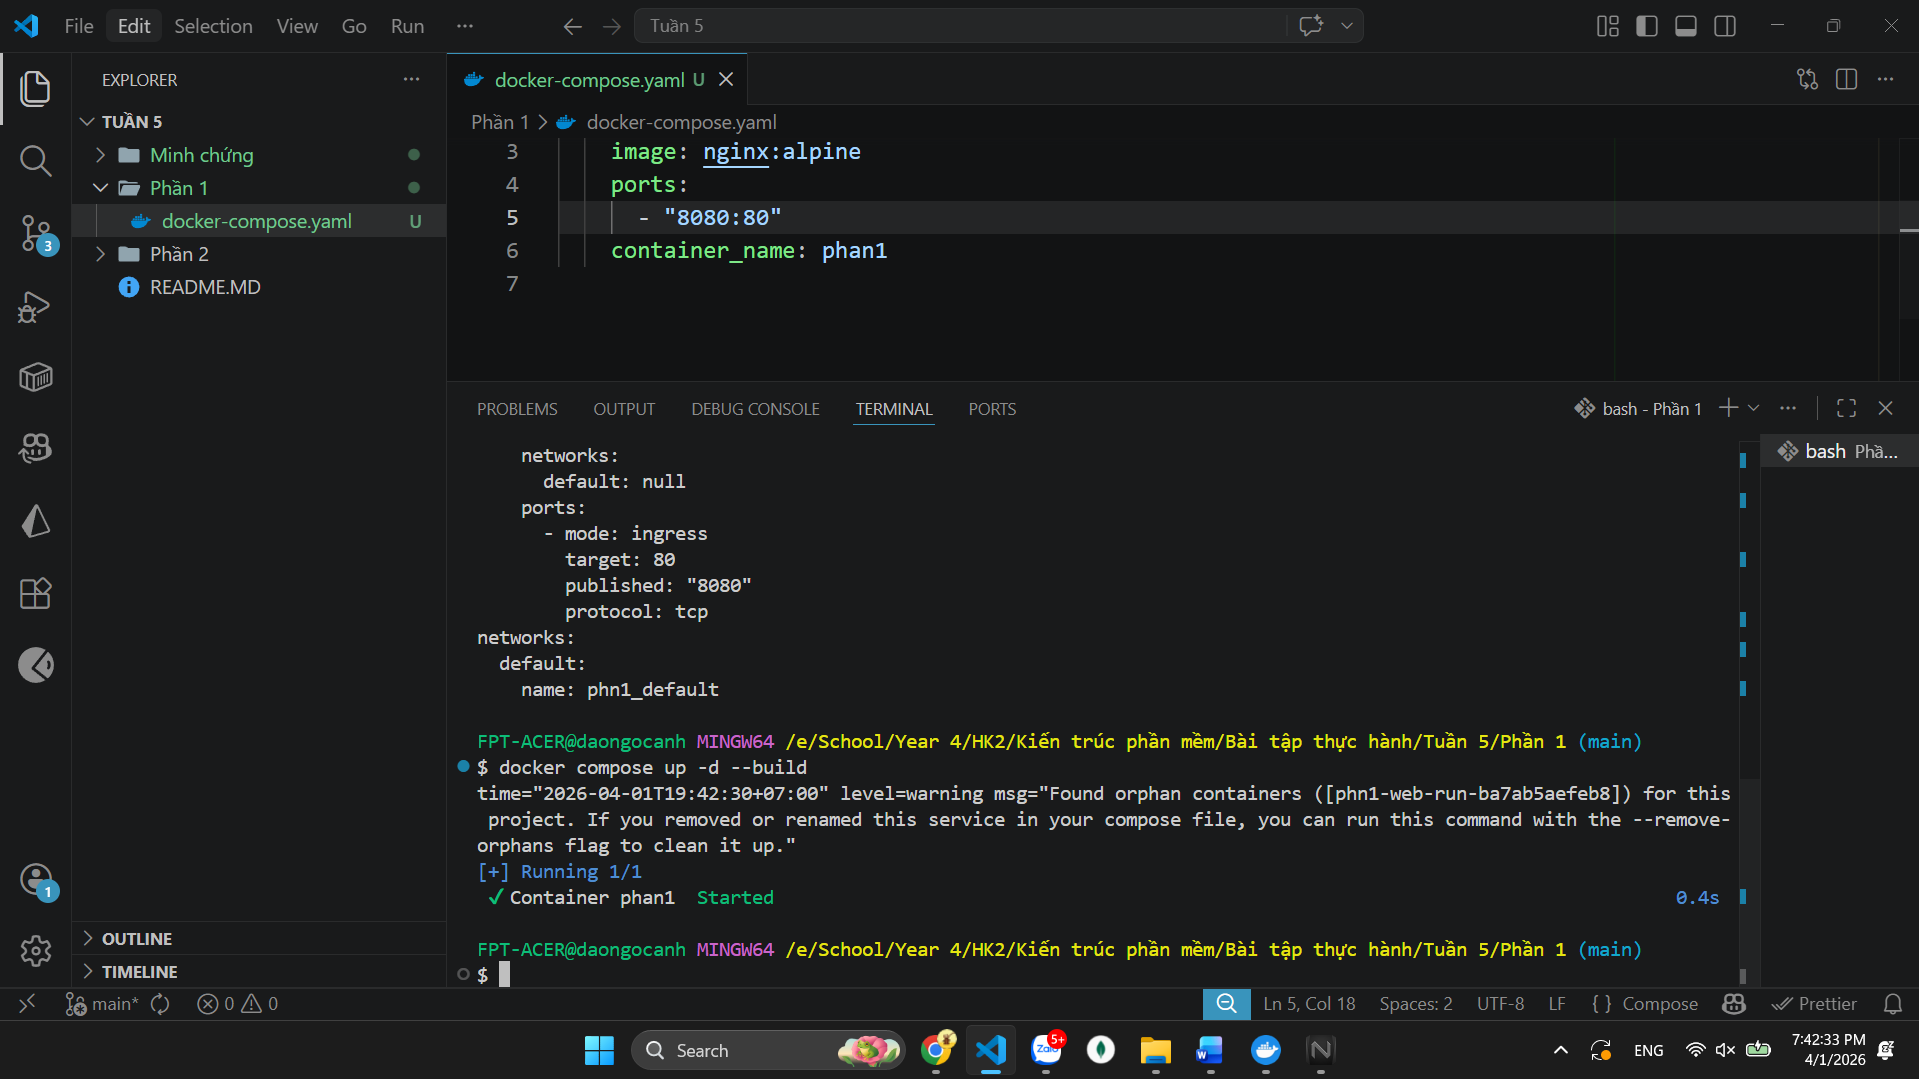 File Edit Selection View Go Run ··· Tuần 5
EXPLORER ···
TUẦN 5
Minh chứng
Phần 1
docker-compose.yaml U
Phần 2
README.MD
3
1
OUTLINE
TIMELINE
docker-compose.yaml U
Phần 1 > docker-compose.yaml
3 image: nginx:alpine
4 ports:
5 - "8080:80"
6 container_name: phan1
7
PROBLEMS OUTPUT DEBUG CONSOLE TERMINAL PORTS
bash - Phần 1
bash Phầ...
networks:
default: null
ports:
- mode: ingress
target: 80
published: "8080"
protocol: tcp
networks:
default:
name: phn1_default
FPT-ACER@daongocanh MINGW64 /e/School/Year 4/HK2/Kiến trúc phần mềm/Bài tập thực hành/Tuần 5/Phần 1 (main)
$ docker compose up -d --build
time="2026-04-01T19:42:30+07:00" level=warning msg="Found orphan containers ([phn1-web-run-ba7ab5aefeb8]) for this
project. If you removed or renamed this service in your compose file, you can run this command with the --remove-
orphans flag to clean it up."
[+] Running 1/1
✓ Container phan1 Started 0.4s
FPT-ACER@daongocanh MINGW64 /e/School/Year 4/HK2/Kiến trúc phần mềm/Bài tập thực hành/Tuần 5/Phần 1 (main)
$
main* 0 0 Ln 5, Col 18 Spaces: 2 UTF-8 LF {} Compose Prettier
Search Zalo 5+ W N ENG 7:42:33 PM
4/1/2026